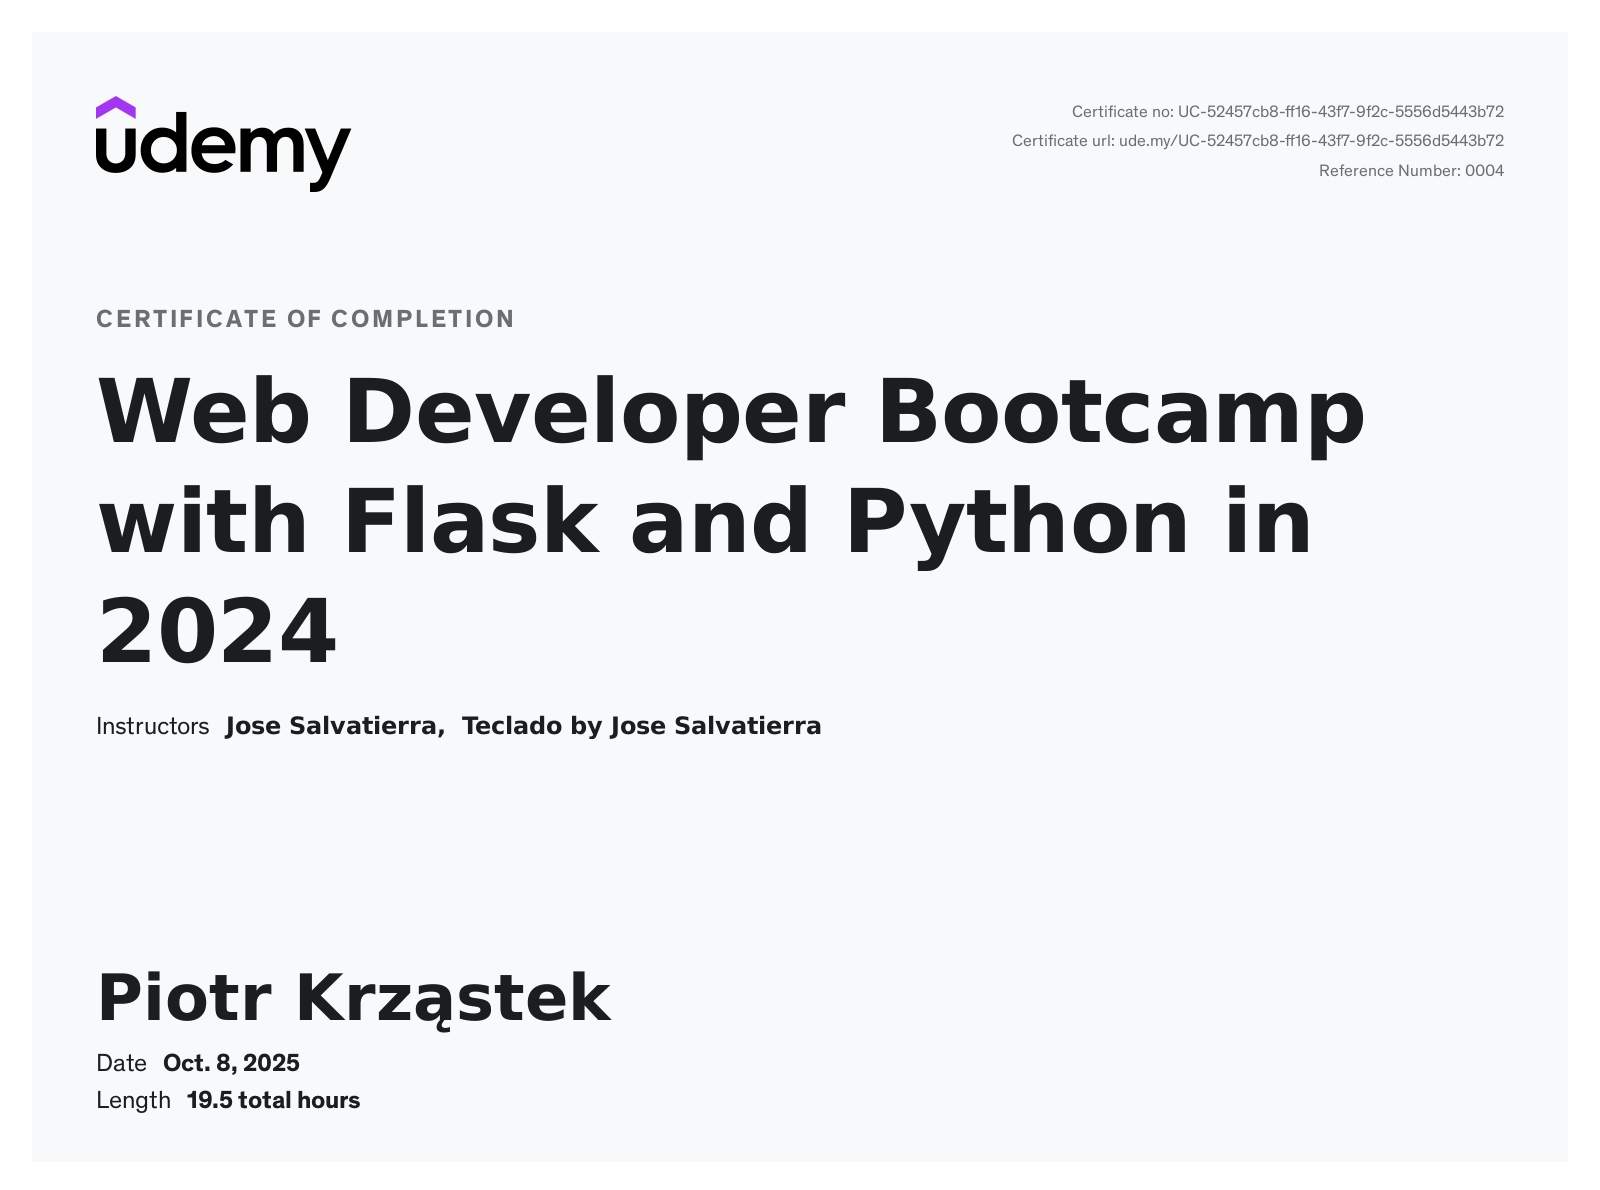 udemy
Certificate no: UC-52457cb8-ff16-43f7-9f2c-5556d5443b72
Certificate url: ude.my/UC-52457cb8-ff16-43f7-9f2c-5556d5443b72
Reference Number: 0004
CERTIFICATE OF COMPLETION
Web Developer Bootcamp
with Flask and Python in
2024
Instructors Jose Salvatierra, Teclado by Jose Salvatierra
Piotr Krząstek
Date Oct. 8, 2025
Length 19.5 total hours